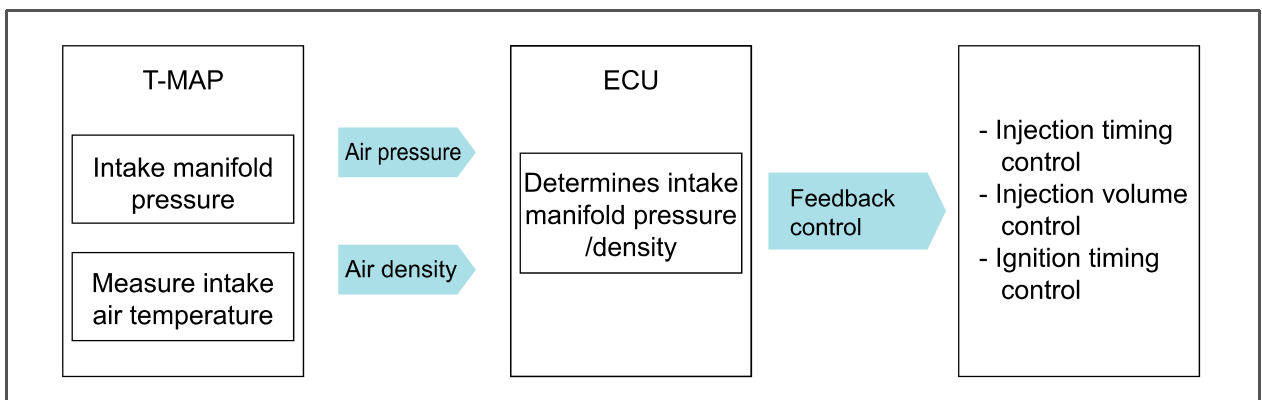 T-MAP
Intake manifold
pressure
Measure intake
air temperature
Air pressure
Air density
ECU
Determines intake
manifold pressure
/density
Feedback
control
- Injection timing
control
- Injection volume
control
- Ignition timing
control